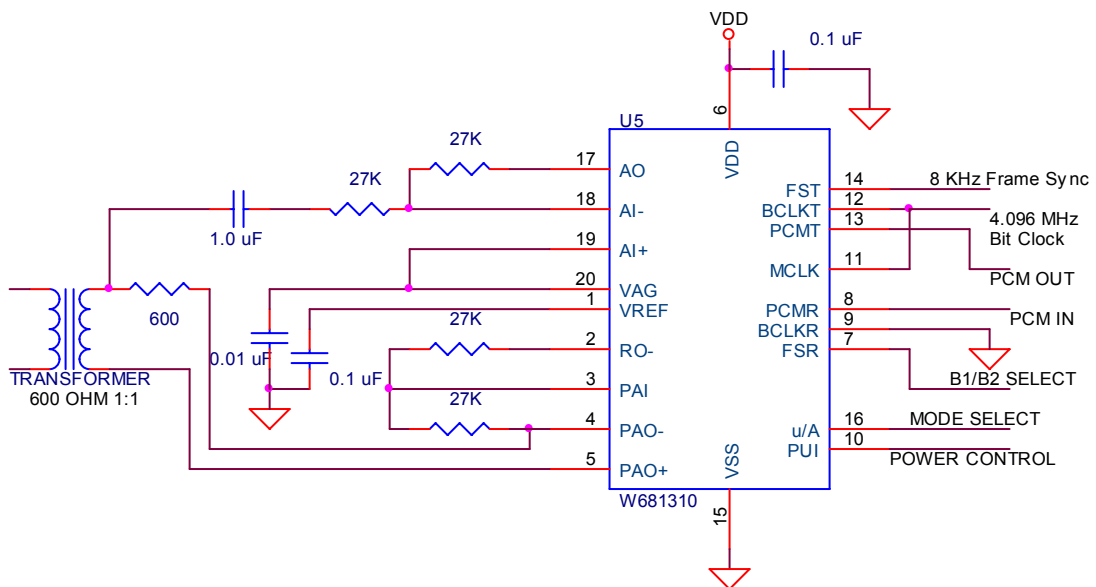 VDD
0.1 uF
6
U5
27K
17
AO
VDD
27K
14
FST
8 KHz Frame Sync
18
AI-
12
BCLKT
13
PCMT
4.096 MHz
Bit Clock
1.0 uF
19
AI+
11
MCLK
PCM OUT
20
VAG
1
VREF
8
PCMR
PCM IN
600
27K
9
BCLKR
2
RO-
7
FSR
0.01 uF
0.1 uF
TRANSFORMER
600 OHM 1:1
3
PAI
B1/B2 SELECT
27K
4
PAO-
16
u/A
MODE SELECT
10
PUI
POWER CONTROL
5
PAO+
VSS
W681310
15